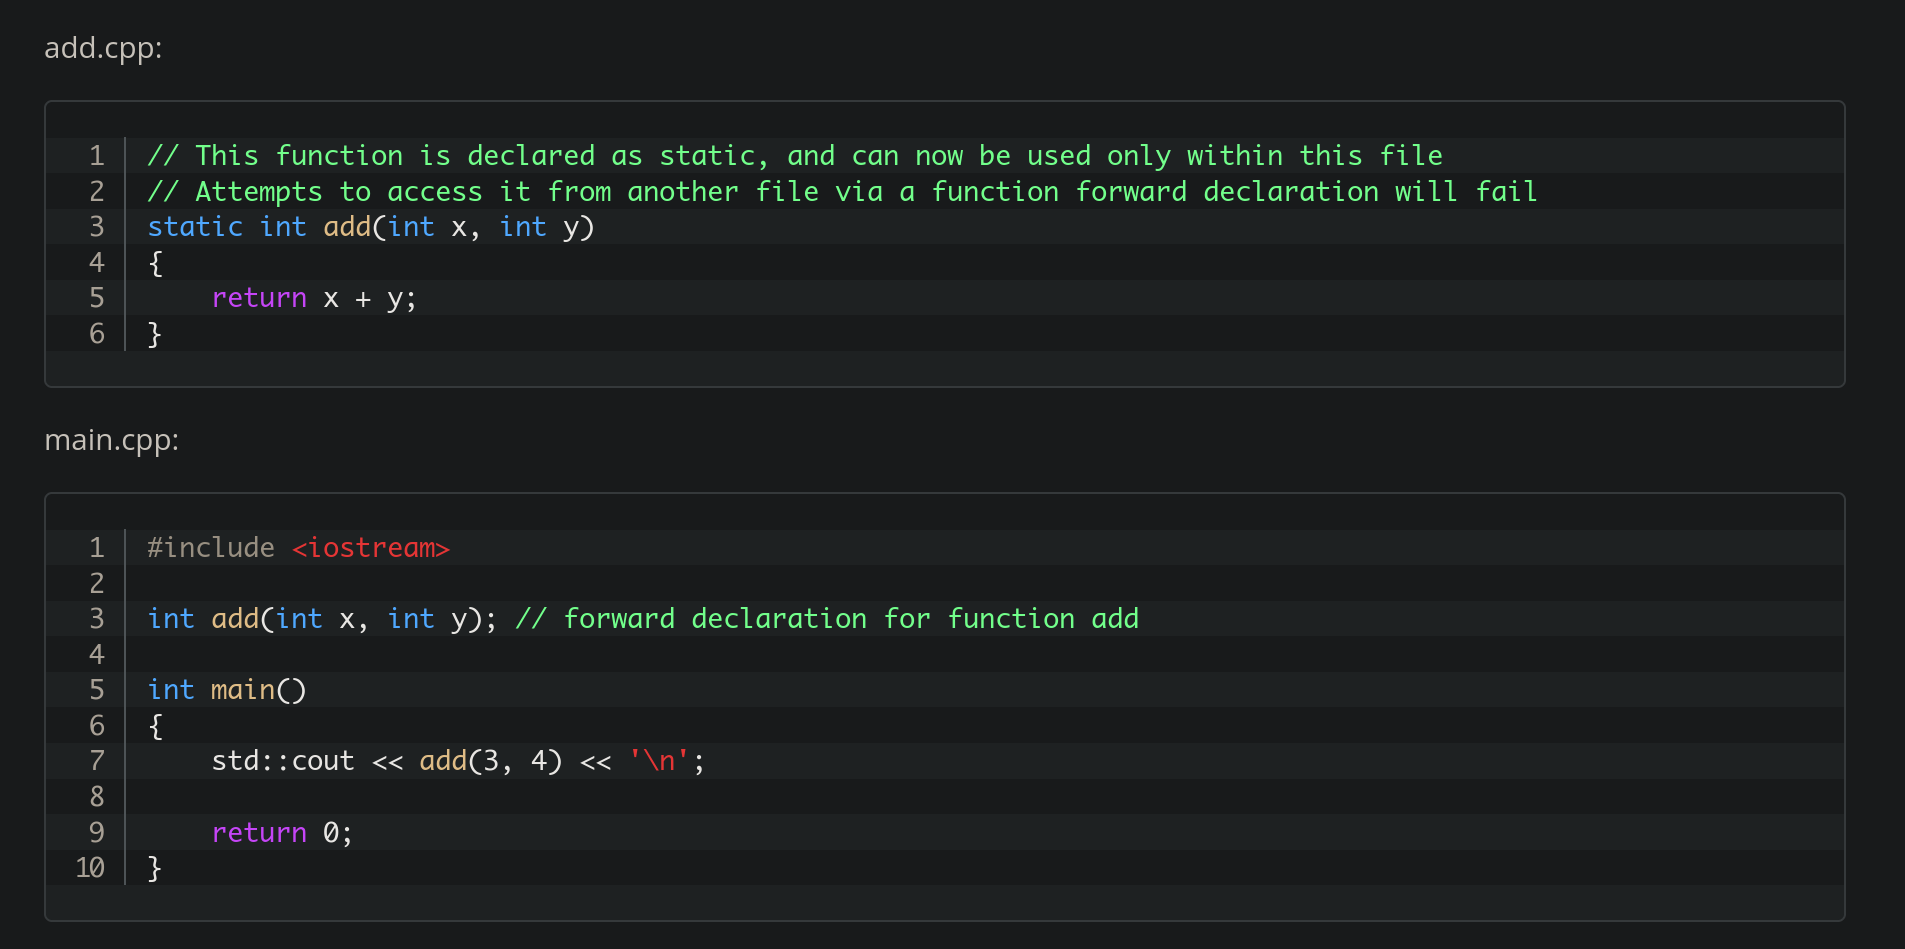 add.cpp:
1 // This function is declared as static, and can now be used only within this file
2 // Attempts to access it from another file via a function forward declaration will fail
3 static int add(int x, int y)
4 {
5     return x + y;
6 }
main.cpp:
1 #include <iostream>
2
3 int add(int x, int y); // forward declaration for function add
4
5 int main()
6 {
7     std::cout << add(3, 4) << '\n';
8
9     return 0;
10 }